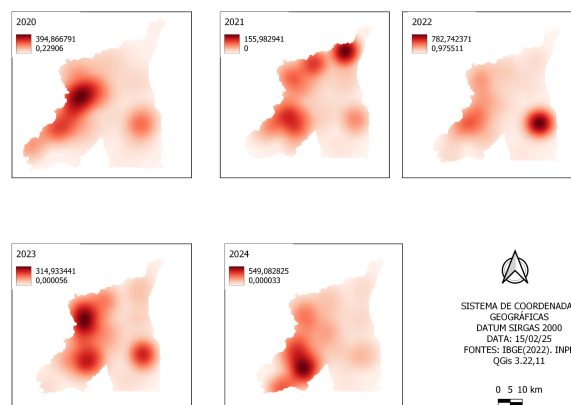 2020
394,866791
0,22906
2021
155,982941
0
2022
782,742371
0,975511
2023
314,933441
0,000056
2024
549,082825
0,000033
SISTEMA DE COORDENADA
GEOGRÁFICAS
DATUM SIRGAS 2000
DATA: 15/02/25
FONTES: IBGE(2022). INP
QGis 3.22,11
0 5 10 km